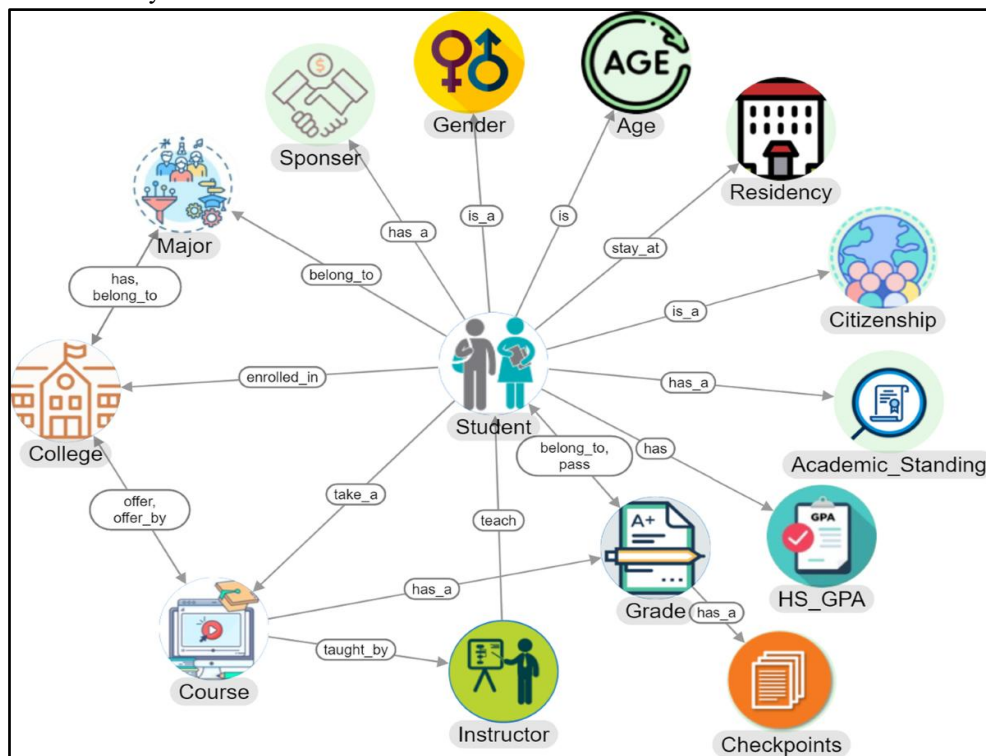 AGE
Gender
Age
Sponser
Residency
Major
has_a
is_a
is
stay_at
belong_to
has,
belong_to
is_a
Citizenship
enrolled_in
has_a
College
Student
Academic_Standing
belong_to,
pass
has
offer,
offer_by
take_a
teach
A+
GPA
has_a
Grade
HS_GPA
has_a
taught_by
Course
Instructor
Checkpoints